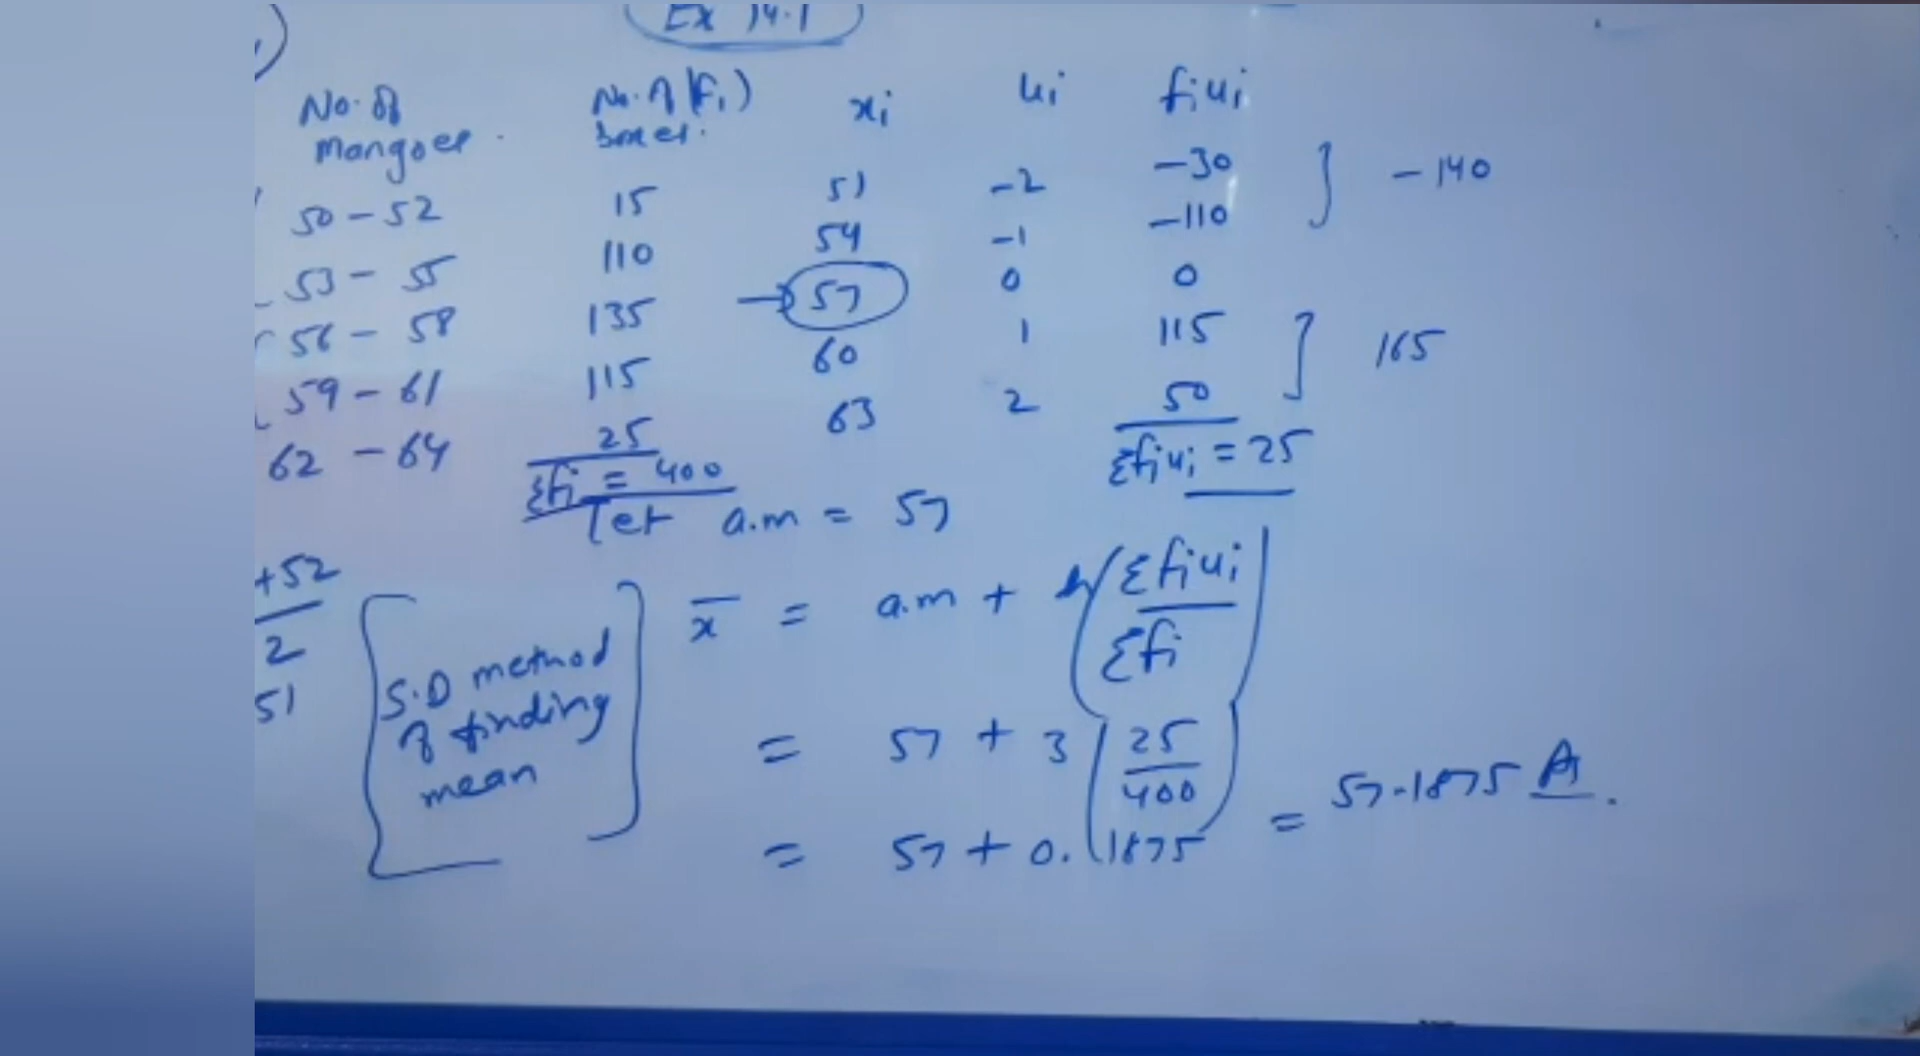 Ex 14.1
No. of mangoes No. of (fi) boxes. xi ui fiui
50 - 52 15 51 -2 -30
53 - 55 110 54 -1 -110
} -140
56 - 58 135 → 57 0 0
59 - 61 115 60 1 115
62 - 64 25 63 2 50
} 165
Σfi = 400 Σfiui = 25
Let a.m = 57
+52
2
51
[S.D method of finding mean]
x̄ = a.m + h(Σfiui / Σfi)
= 57 + 3(25/400)
= 57 + 0.1875 = 57.1875 A.